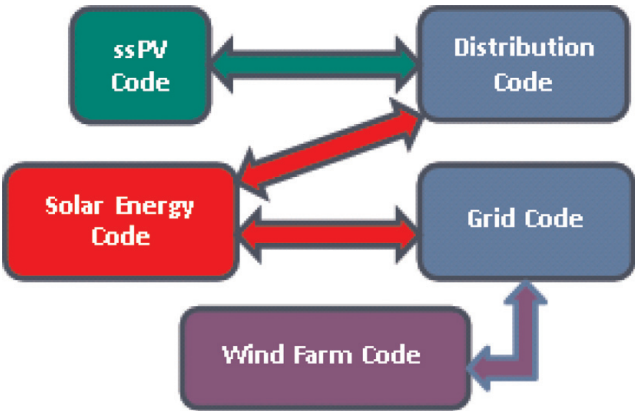 ssPV
Code
Distribution
Code
Solar Energy
Code
Grid Code
Wind Farm Code